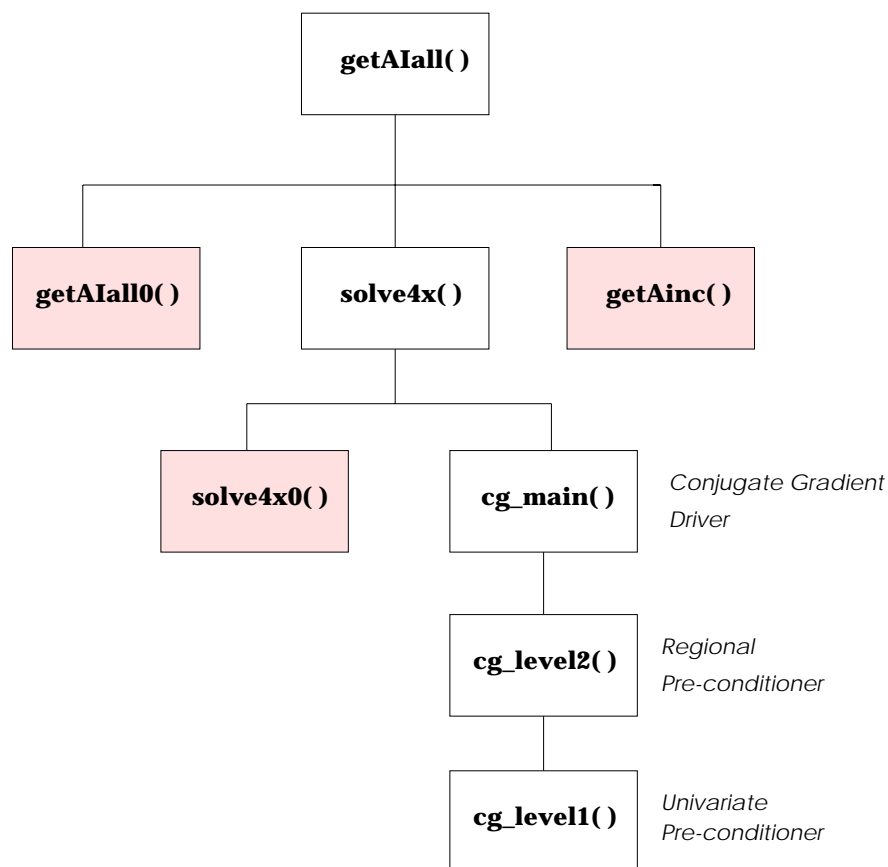 getAIall( )
getAIall0( )
solve4x( )
getAinc( )
solve4x0( )
cg_main( )
Conjugate Gradient
Driver
cg_level2( )
Regional
Pre-conditioner
cg_level1( )
Univariate
Pre-conditioner